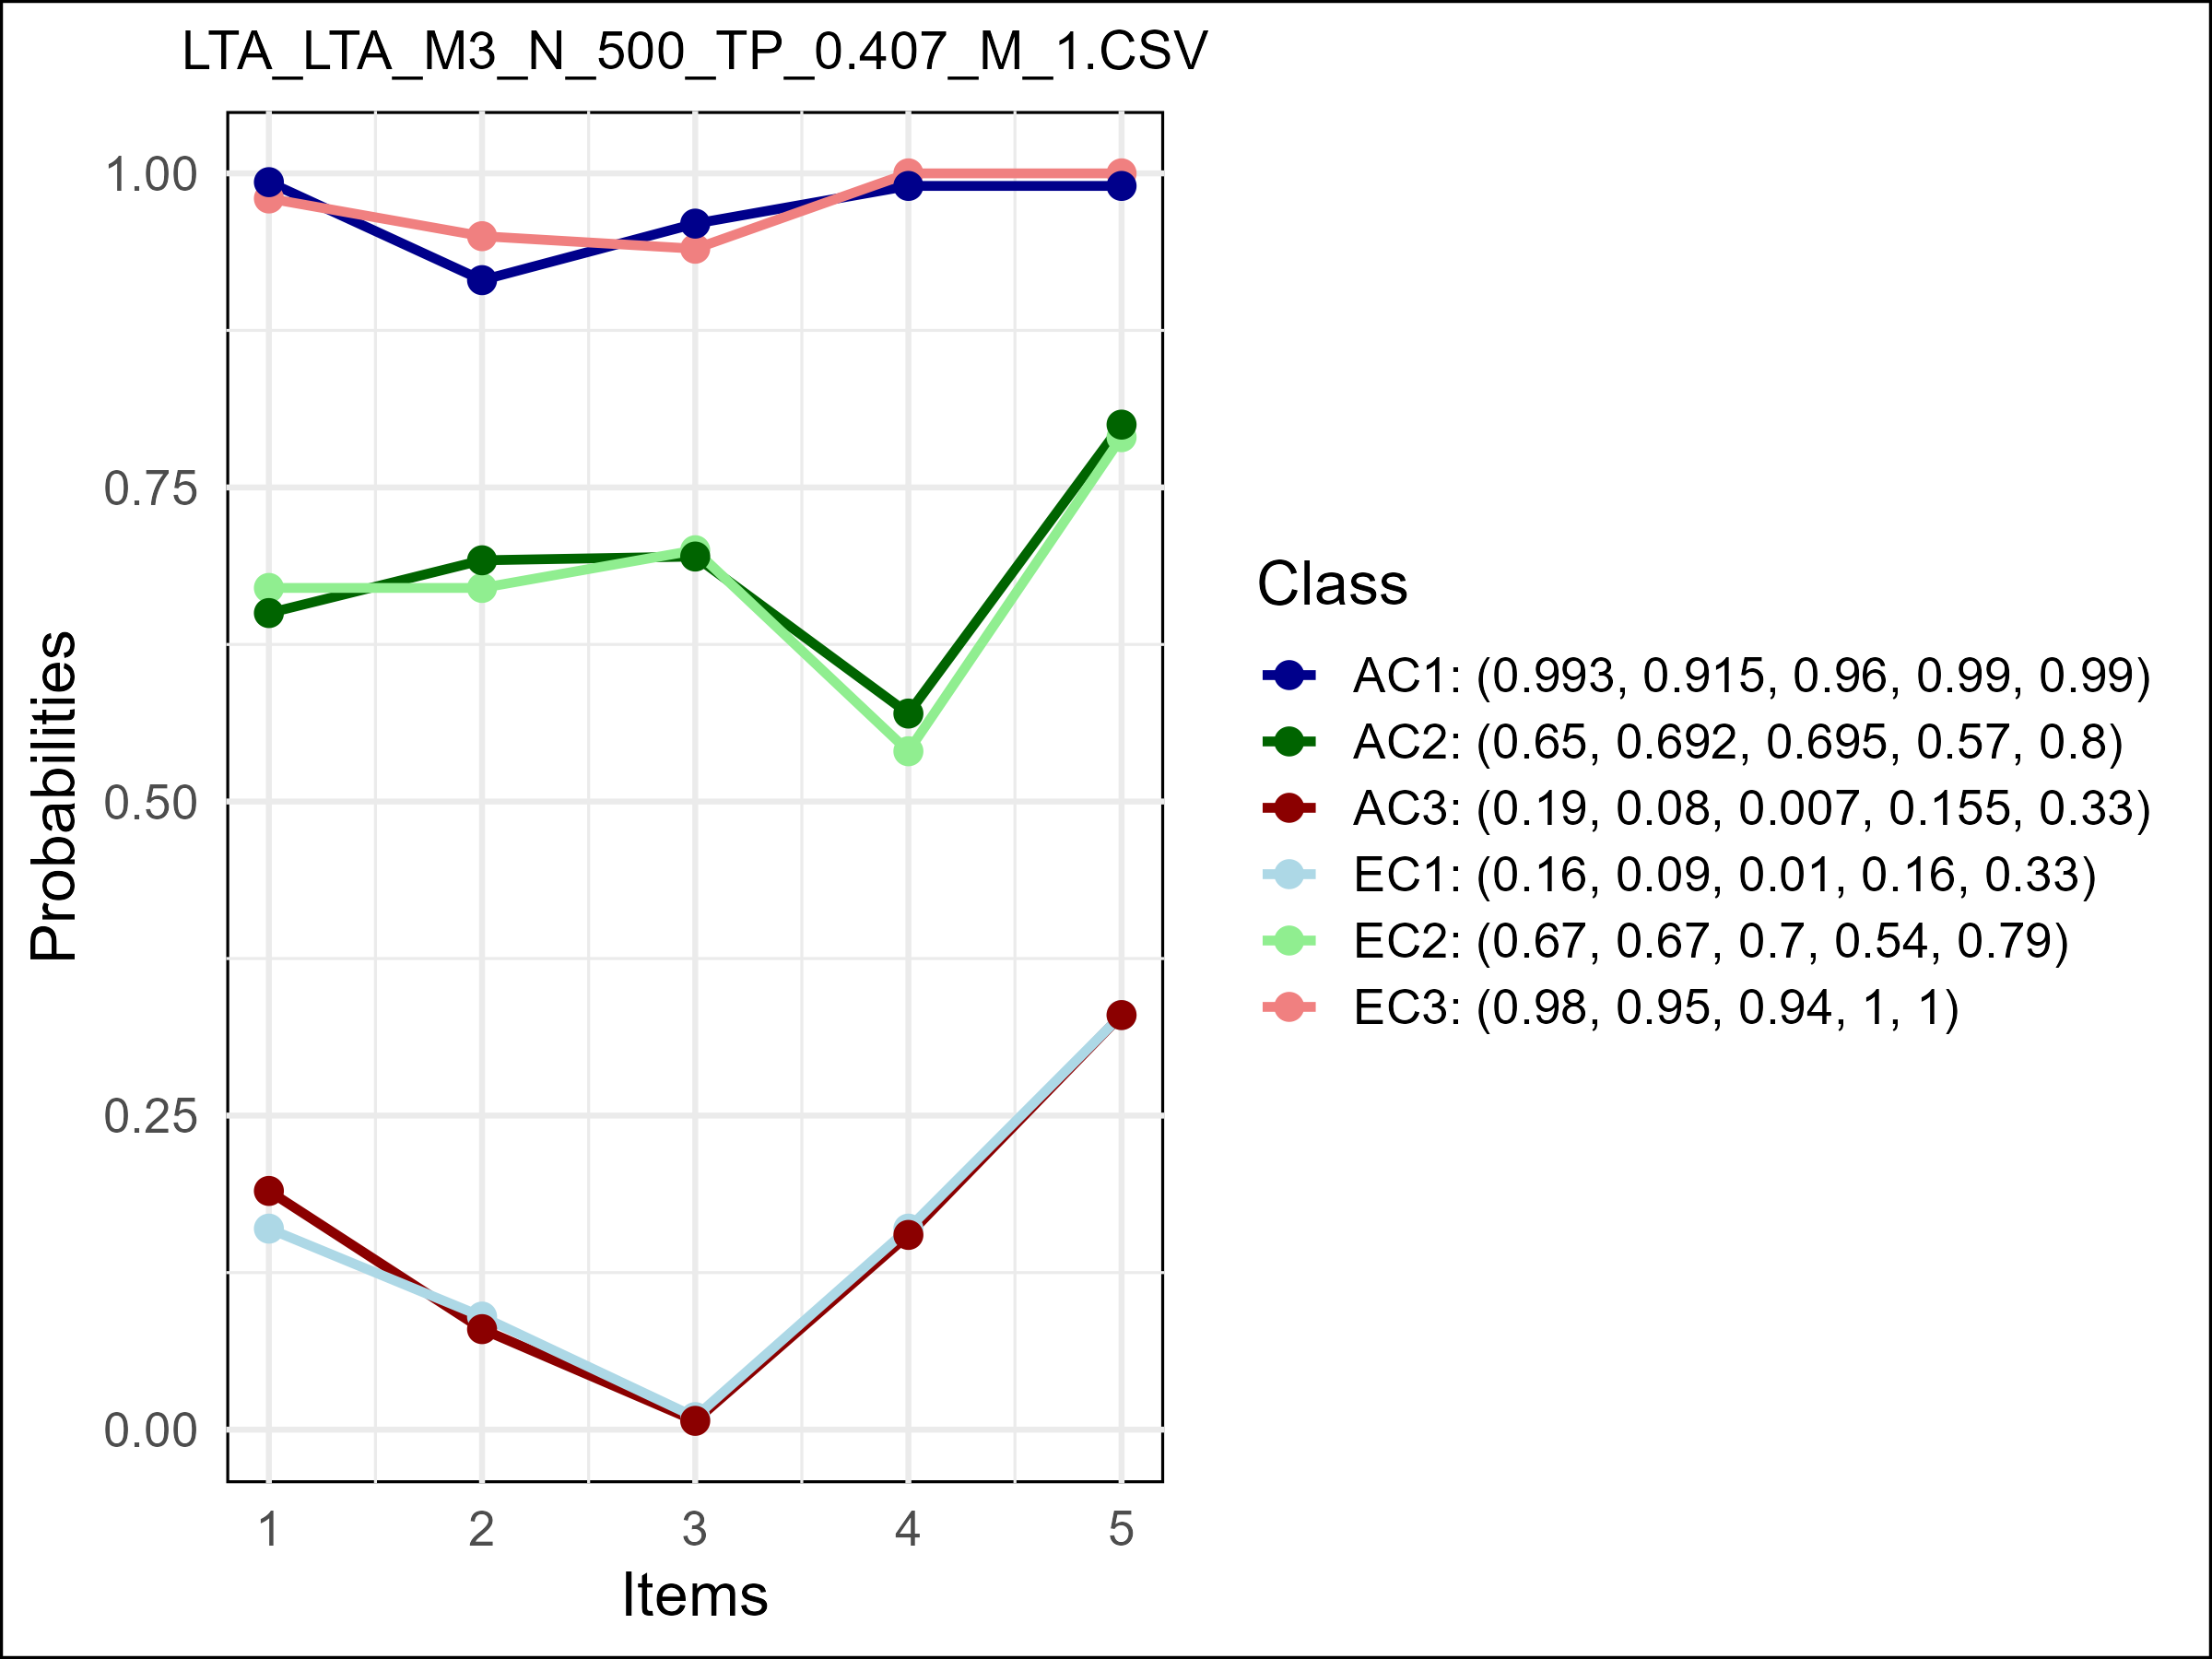 LTA_LTA_M3_N_500_TP_0.407_M_1.CSV
1.00
0.75
0.50
0.25
0.00
Probabilities
1 2 3 4 5
Items
Class
AC1: (0.993, 0.915, 0.96, 0.99, 0.99)
AC2: (0.65, 0.692, 0.695, 0.57, 0.8)
AC3: (0.19, 0.08, 0.007, 0.155, 0.33)
EC1: (0.16, 0.09, 0.01, 0.16, 0.33)
EC2: (0.67, 0.67, 0.7, 0.54, 0.79)
EC3: (0.98, 0.95, 0.94, 1, 1)